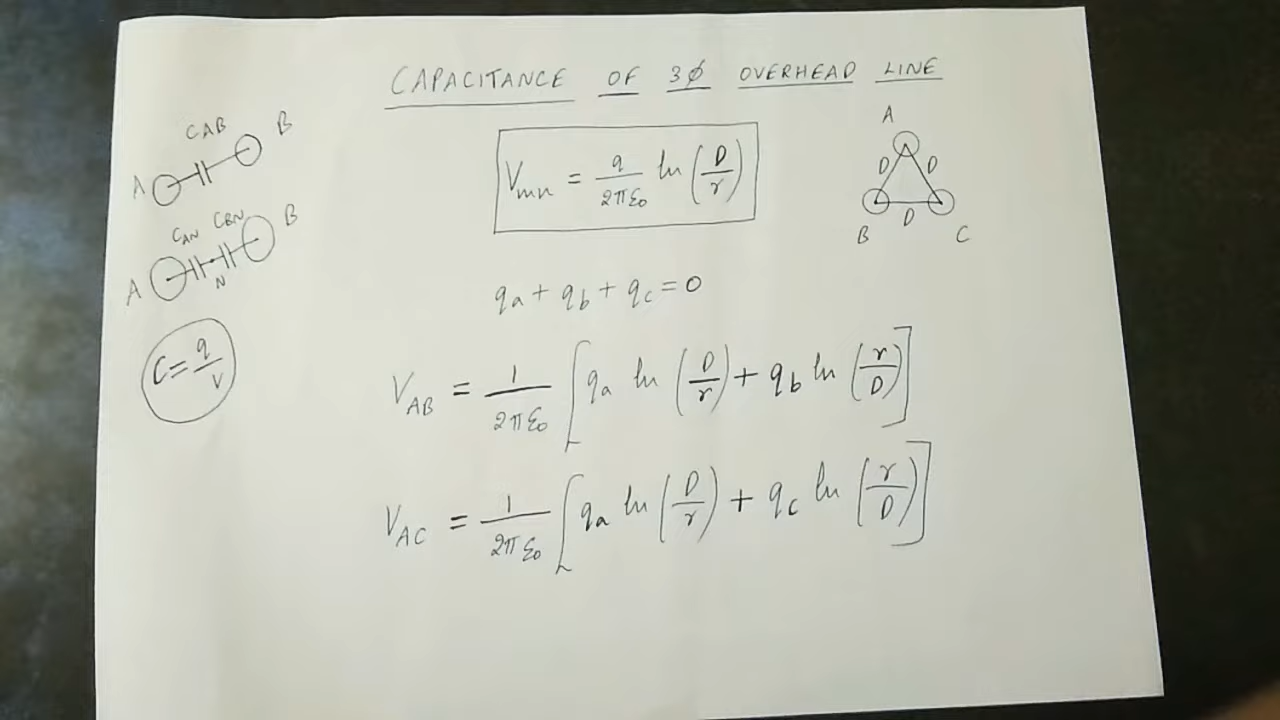 CAPACITANCE OF 3Φ OVERHEAD LINE
A CAB B
Vmn = q/2πε₀ ln (D/r)
A
D D
B D C
CAN CBN
A N B
qa + qb + qc = 0
C = q/V
VAB = 1/2πε₀ [qa ln (D/r) + qb ln (r/D)]
VAC = 1/2πε₀ [qa ln (D/r) + qc ln (r/D)]